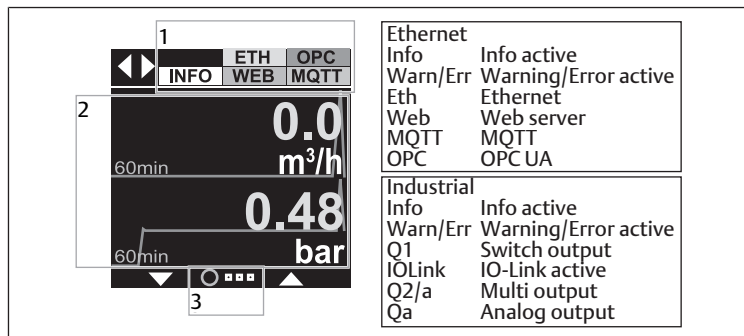 1
ETH OPC
INFO WEB MQTT
2
0.0
60min m³/h
0.48
60min bar
3
Ethernet
Info Info active
Warn/Err Warning/Error active
Eth Ethernet
Web Web server
MQTT MQTT
OPC OPC UA
Industrial
Info Info active
Warn/Err Warning/Error active
Q1 Switch output
IOLink IO-Link active
Q2/a Multi output
Qa Analog output